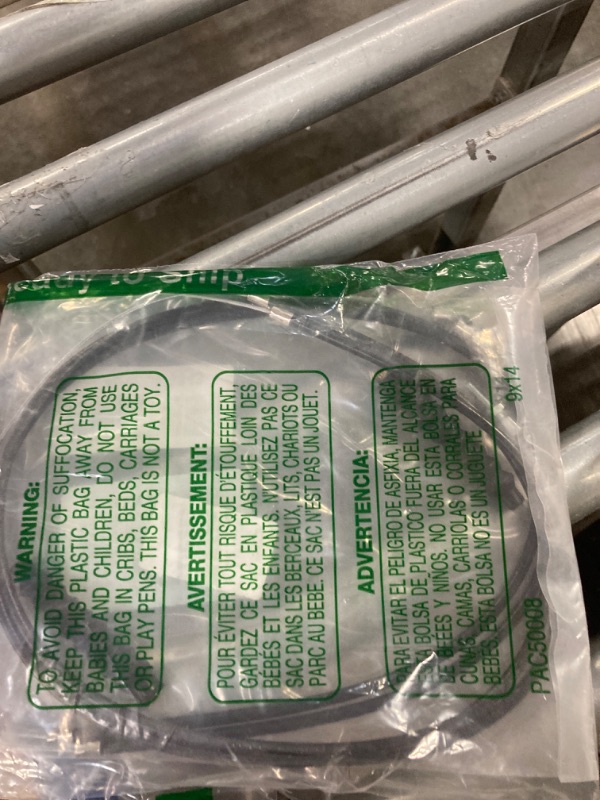 eady to Ship
WARNING:
TO AVOID DANGER OF SUFFOCATION,
KEEP THIS PLASTIC BAG AWAY FROM
BABIES AND CHILDREN, DO NOT USE
THIS BAG IN CRIBS, BEDS, CARRIAGES
OR PLAY PENS. THIS BAG IS NOT A TOY.
AVERTISSEMENT:
POUR ÉVITER TOUT RISQUE D'ÉTOUFFEMENT,
GARDEZ CE SAC EN PLASTIQUE LOIN DES
BÉBÉS ET LES ENFANTS. N'UTILISEZ PAS CE
SAC DANS LES BERCEAUX, LITS, CHARIOTS OU
PARC AU BEBE. CE SAC N'EST PAS UN JOUET.
ADVERTENCIA:
PARA EVITAR EL PELIGRO DE ASFIXIA, MANTENGA
ESTA BOLSA DE PLASTICO FUERA DEL ALCANCE
DE BEBÉS Y NIÑOS, NO USAR ESTA BOLSA EN
CUNAS, CAMAS, CARRIOLAS O CORRALES PARA
BEBES. ESTA BOLSA NO ES UN JUGUETE
PAC50008
9X14